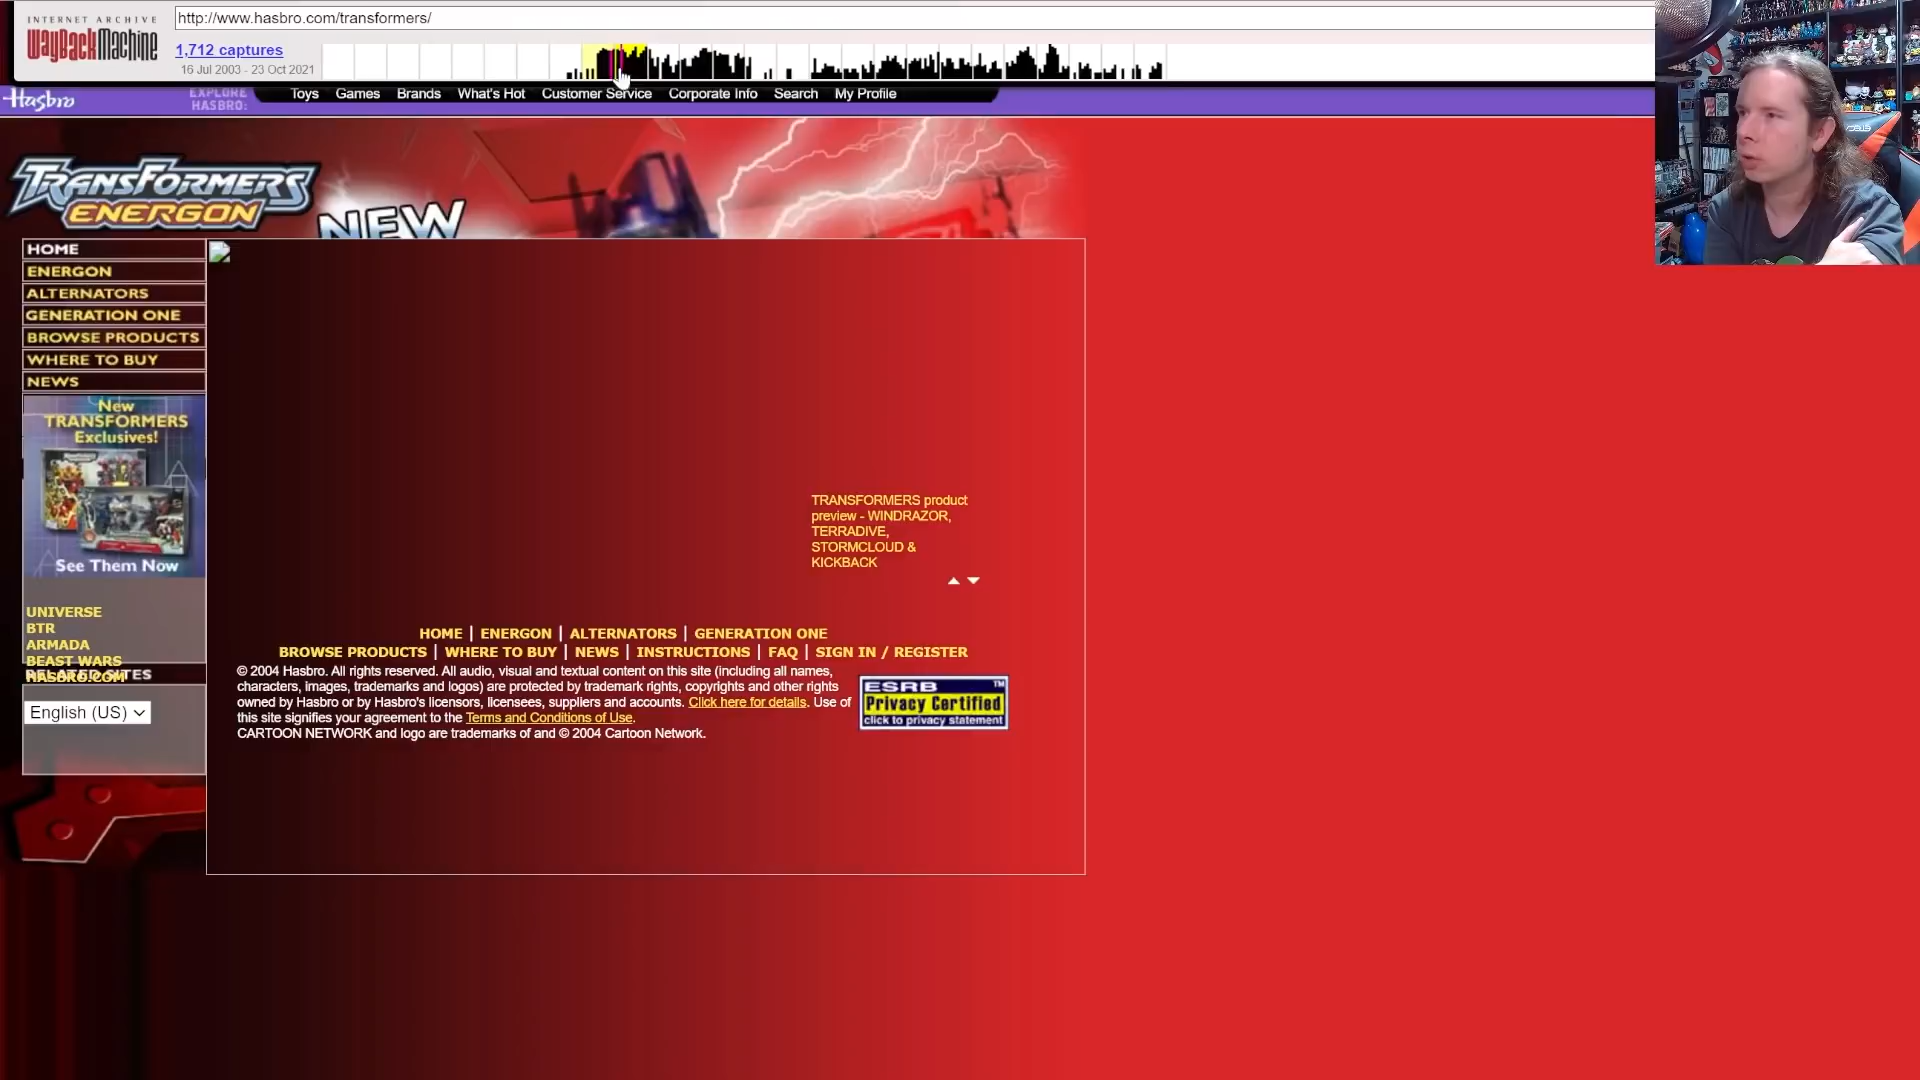 INTERNET ARCHIVE
WayBackMachine
http://www.hasbro.com/transformers/
1,712 captures
16 Jul 2003 - 23 Oct 2021
Hasbro
EXPLORE
HASBRO:
Toys Games Brands What's Hot Customer Service Corporate Info Search My Profile
TRANSFORMERS
ENERGON
NEW
HOME
ENERGON
ALTERNATORS
GENERATION ONE
BROWSE PRODUCTS
WHERE TO BUY
NEWS
New
TRANSFORMERS
Exclusives!
See Them Now
UNIVERSE
BTR
ARMADA
BEAST WARS
RELATED SITES
HASBRO.COM
English (US)
TRANSFORMERS product
preview - WINDRAZOR,
TERRADIVE,
STORMCLOUD &
KICKBACK
HOME | ENERGON | ALTERNATORS | GENERATION ONE
BROWSE PRODUCTS | WHERE TO BUY | NEWS | INSTRUCTIONS | FAQ | SIGN IN / REGISTER
© 2004 Hasbro. All rights reserved. All audio, visual and textual content on this site (including all names,
characters, images, trademarks and logos) are protected by trademark rights, copyrights and other rights
owned by Hasbro or by Hasbro's licensors, licensees, suppliers and accounts. Click here for details. Use of
this site signifies your agreement to the Terms and Conditions of Use.
CARTOON NETWORK and logo are trademarks of and © 2004 Cartoon Network.
ESRB TM
Privacy Certified
click to privacy statement